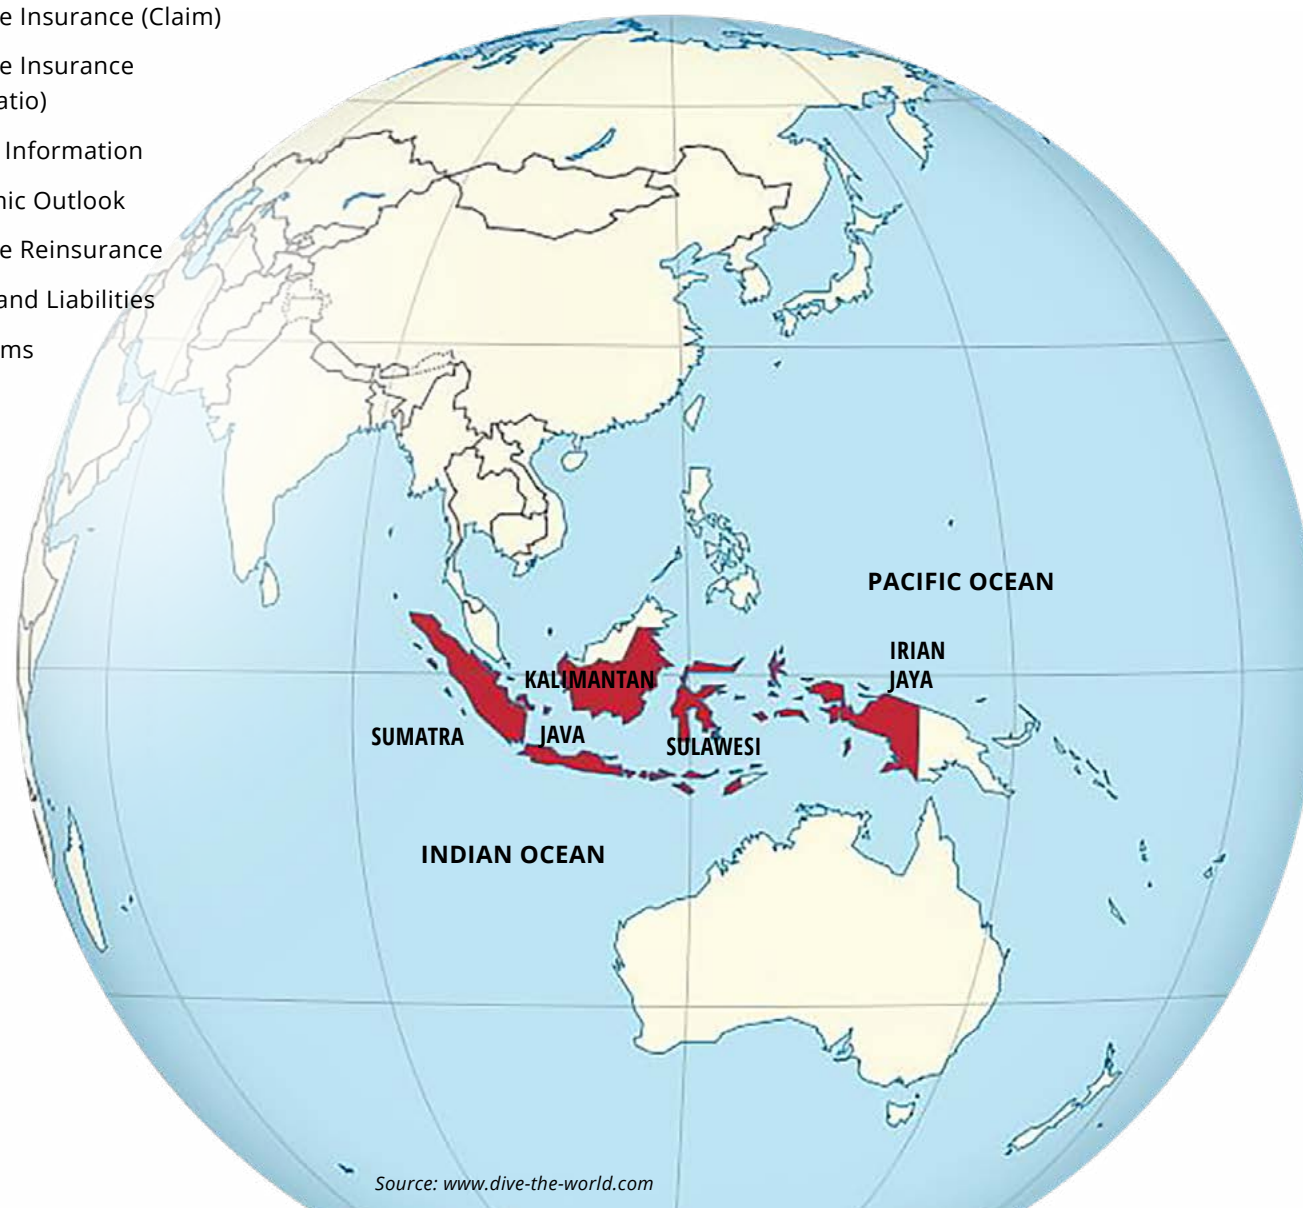 e Insurance (Claim)
e Insurance
atio)
Information
nic Outlook
e Reinsurance
and Liabilities
ms
PACIFIC OCEAN
IRIAN
JAYA
KALIMANTAN
SUMATRA
JAVA
SULAWESI
INDIAN OCEAN
Source: www.dive-the-world.com